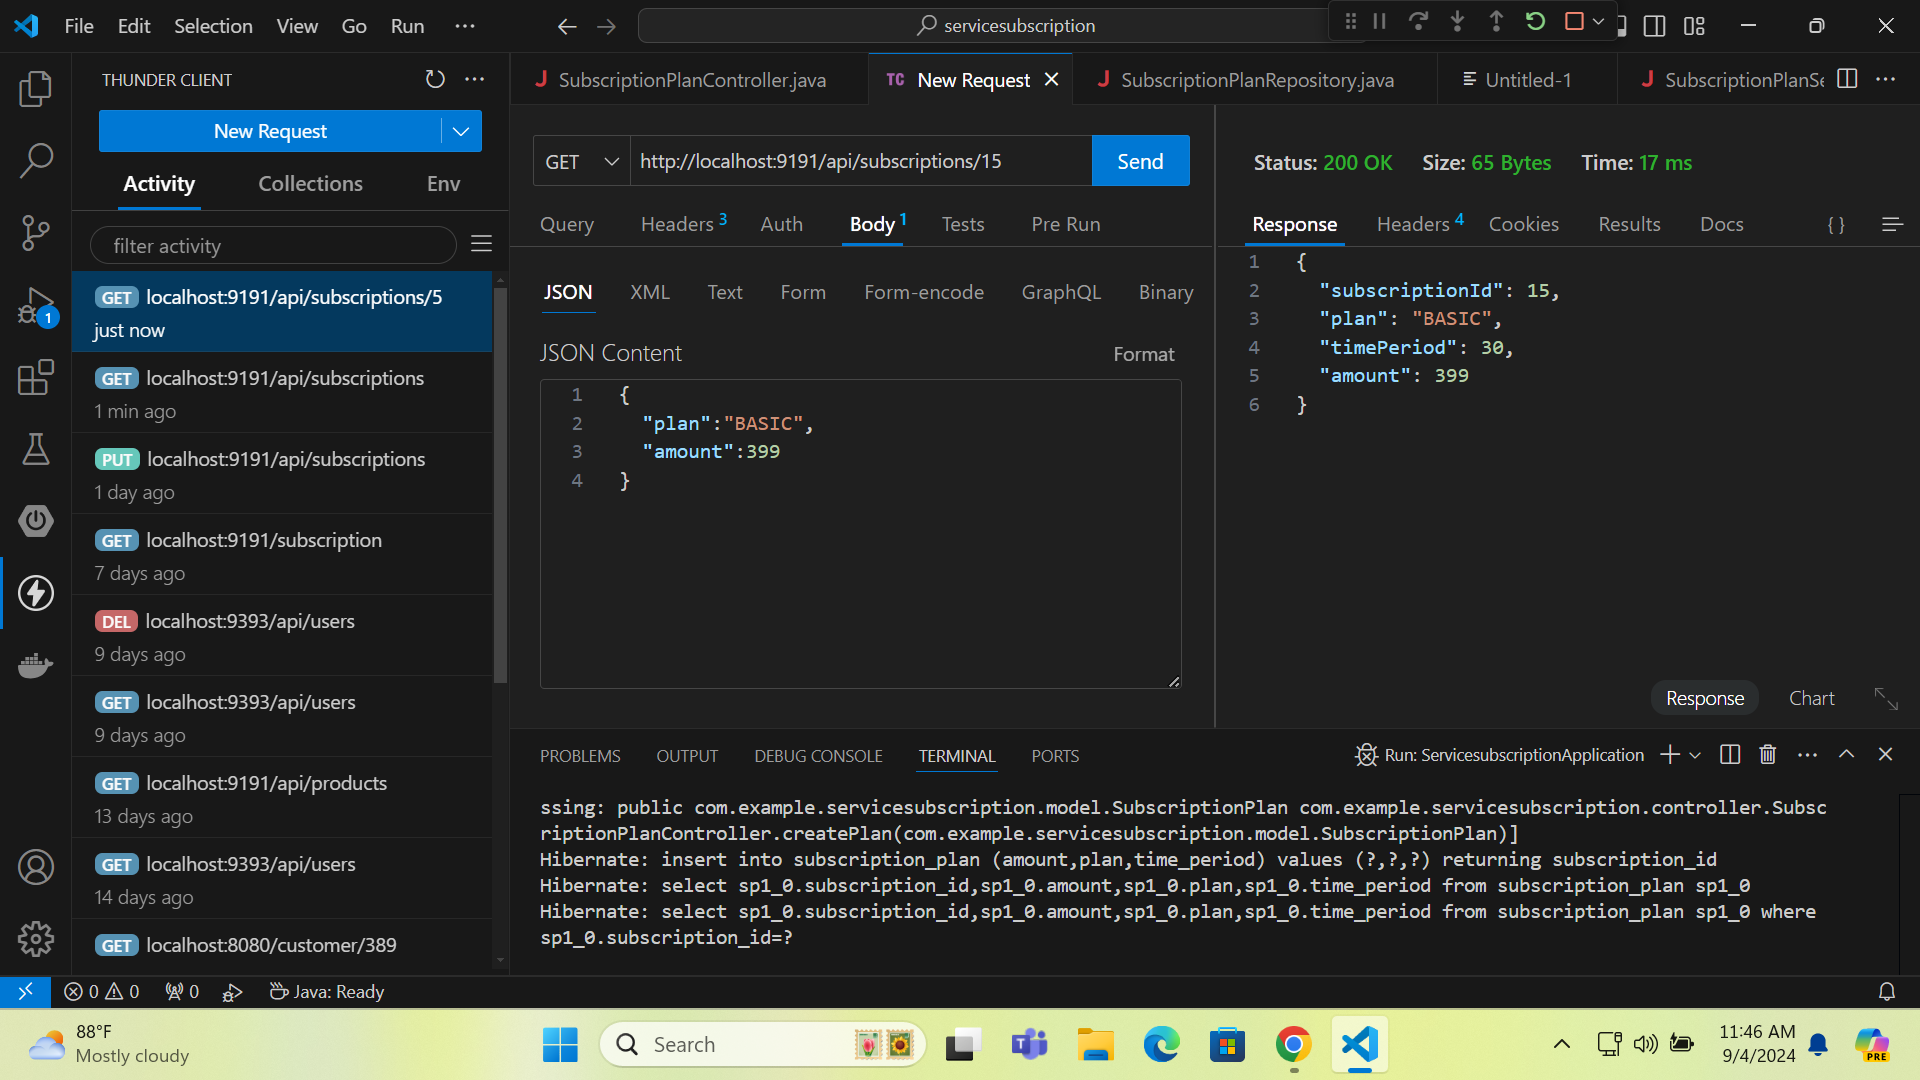 File Edit Selection View Go Run ···
servicesubscription
THUNDER CLIENT
New Request
Activity Collections Env
filter activity
GET localhost:9191/api/subscriptions/5
just now
GET localhost:9191/api/subscriptions
1 min ago
PUT localhost:9191/api/subscriptions
1 day ago
GET localhost:9191/subscription
7 days ago
DEL localhost:9393/api/users
9 days ago
GET localhost:9393/api/users
9 days ago
GET localhost:9191/api/products
13 days ago
GET localhost:9393/api/users
14 days ago
GET localhost:8080/customer/389
1
J SubscriptionPlanController.java TC New Request J SubscriptionPlanRepository.java Untitled-1 J SubscriptionPlanSe
GET http://localhost:9191/api/subscriptions/15 Send
Query Headers 3 Auth Body 1 Tests Pre Run
JSON XML Text Form Form-encode GraphQL Binary
JSON Content Format
1 {
2 "plan":"BASIC",
3 "amount":399
4 }
Status: 200 OK Size: 65 Bytes Time: 17 ms
Response Headers 4 Cookies Results Docs { }
1 {
2 "subscriptionId": 15,
3 "plan": "BASIC",
4 "timePeriod": 30,
5 "amount": 399
6 }
Response Chart
PROBLEMS OUTPUT DEBUG CONSOLE TERMINAL PORTS Run: ServicesubscriptionApplication
ssing: public com.example.servicesubscription.model.SubscriptionPlan com.example.servicesubscription.controller.Subsc
riptionPlanController.createPlan(com.example.servicesubscription.model.SubscriptionPlan)]
Hibernate: insert into subscription_plan (amount,plan,time_period) values (?,?,?) returning subscription_id
Hibernate: select sp1_0.subscription_id,sp1_0.amount,sp1_0.plan,sp1_0.time_period from subscription_plan sp1_0
Hibernate: select sp1_0.subscription_id,sp1_0.amount,sp1_0.plan,sp1_0.time_period from subscription_plan sp1_0 where
sp1_0.subscription_id=?
0 0 0 Java: Ready
88°F
Mostly cloudy
Search
11:46 AM
9/4/2024
PRE